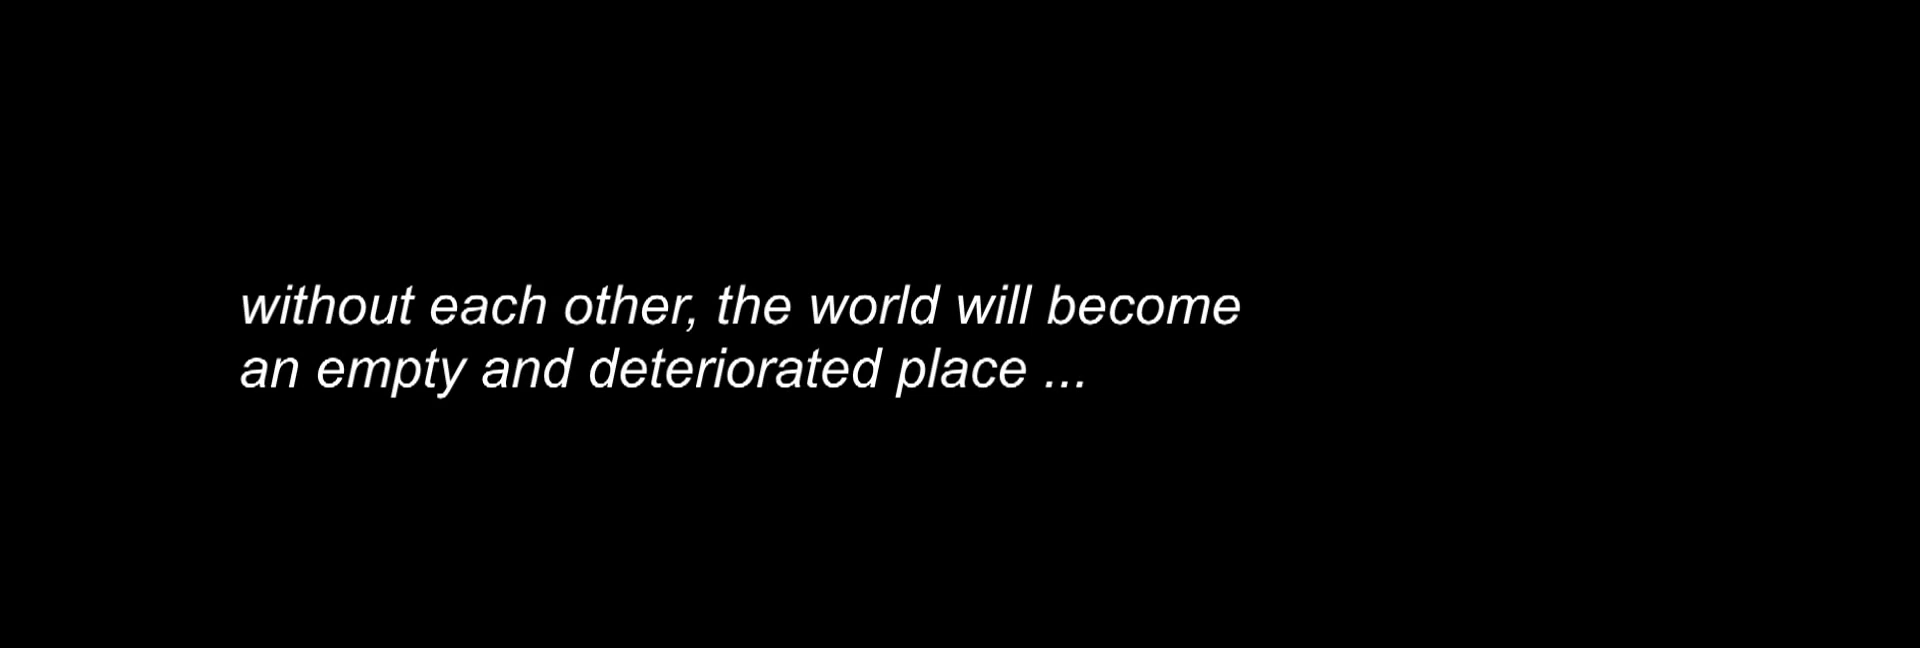 without each other, the world will become
an empty and deteriorated place ...